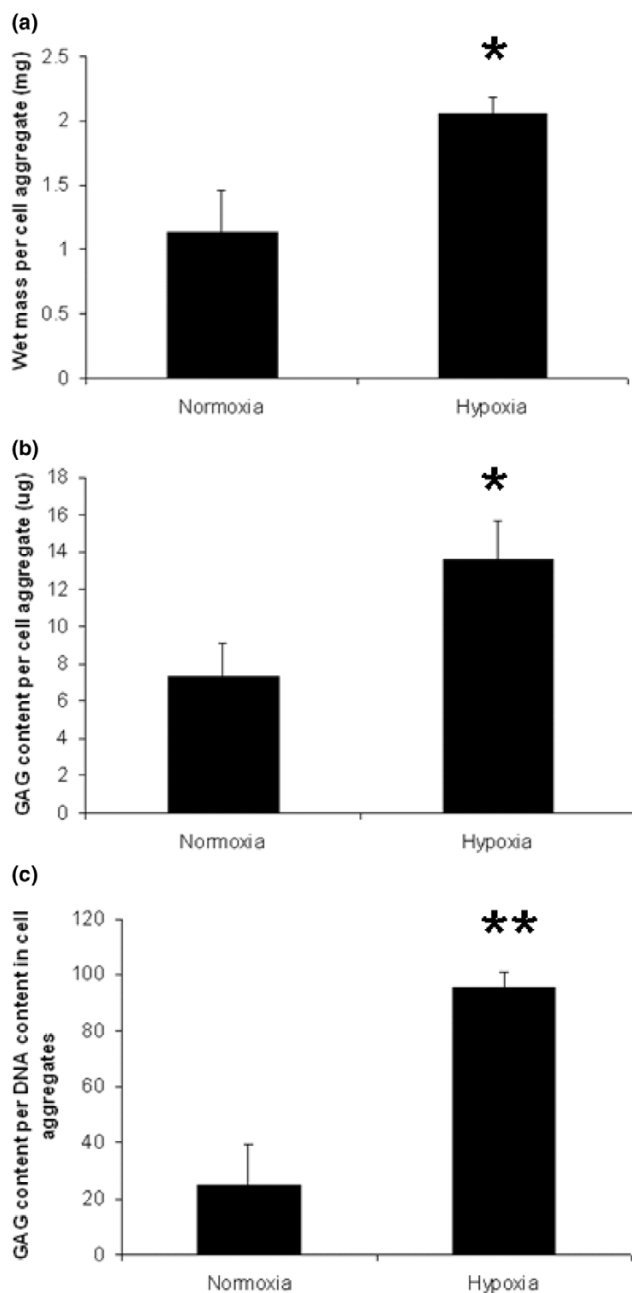 (a)
Wet mass per cell aggregate (mg)
2.5
2
1.5
1
0.5
0
*
Normoxia Hypoxia
(b)
GAG content per cell aggregate (ug)
18
16
14
12
10
8
6
4
2
0
*
Normoxia Hypoxia
(c)
GAG content per DNA content in cell
aggregates
120
100
80
60
40
20
0
**
Normoxia Hypoxia